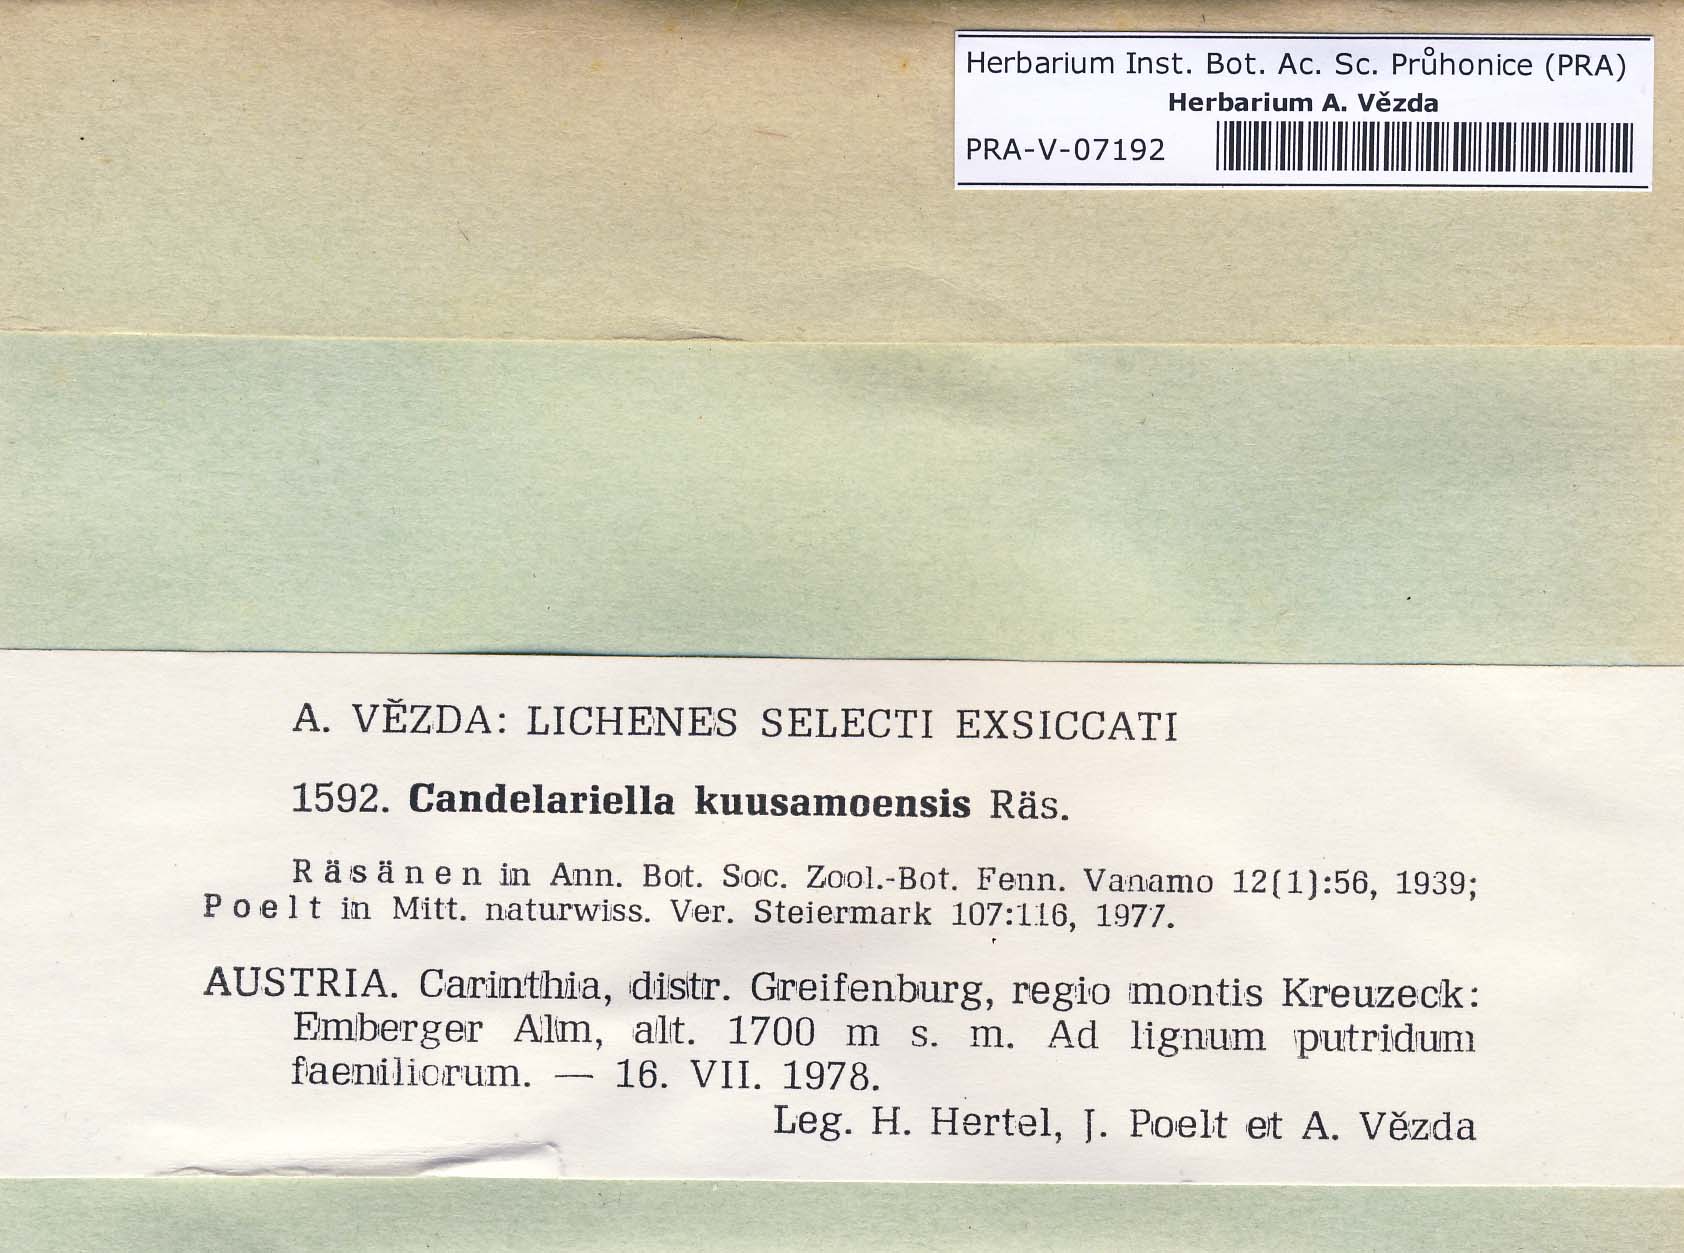 Herbarium Inst. Bot. Ac. Sc. Průhonice (PRA)
Herbarium A. Vězda
PRA-V-07192
A. VĚZDA: LICHENES SELECTI EXSICCATI
1592. Candelariella kuusamoensis Räs.
Räsänen in Ann. Bot. Soc. Zool.-Bot. Fenn. Vanamo 12(1):56, 1939;
Poelt in Mitt. naturwiss. Ver. Steiermark 107:116, 1977.
AUSTRIA. Carinthia, distr. Greifenburg, regio montis Kreuzeck:
Emberger Alm, alt. 1700 m s. m. Ad lignum putridum
faeniliorum. — 16. VII. 1978.
Leg. H. Hertel, J. Poelt et A. Vězda